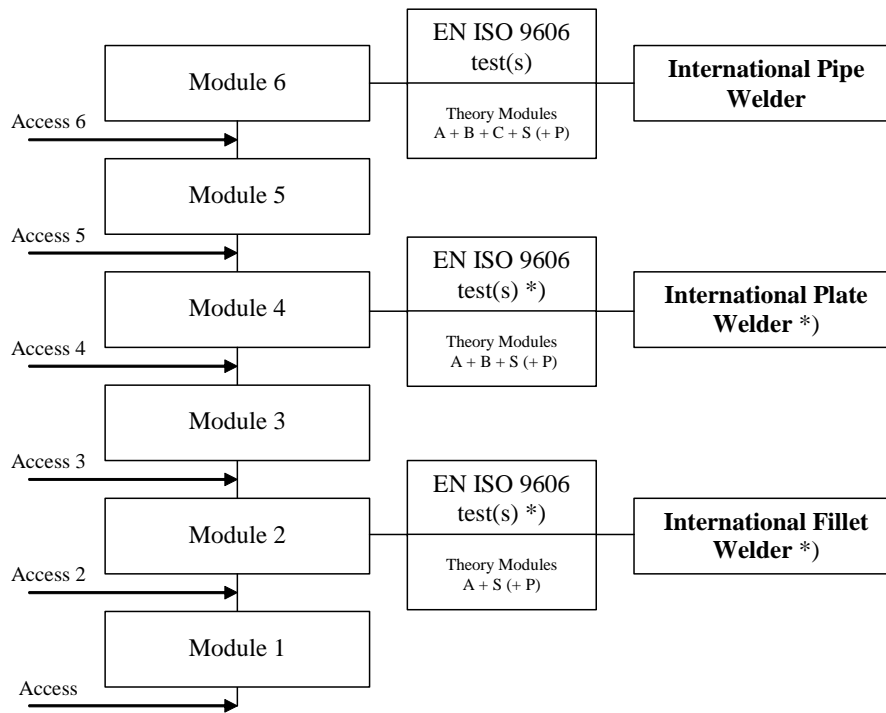 Module 6
EN ISO 9606
test(s)
Theory Modules
A + B + C + S (+ P)
International Pipe
Welder
Access 6
Module 5
Access 5
Module 4
EN ISO 9606
test(s) *)
Theory Modules
A + B + S (+ P)
International Plate
Welder *)
Access 4
Module 3
Access 3
Module 2
EN ISO 9606
test(s) *)
Theory Modules
A + S (+ P)
International Fillet
Welder *)
Access 2
Module 1
Access